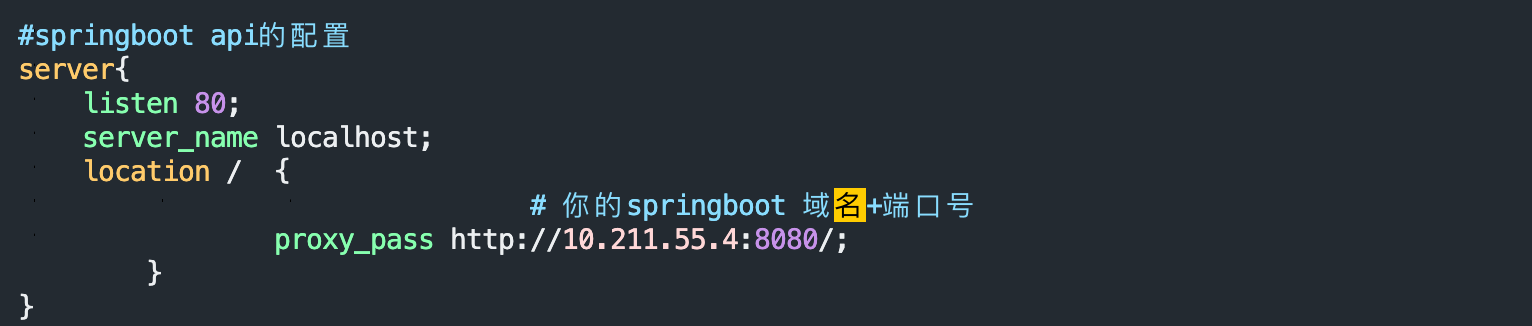 #springboot api的配置
server{
listen 80;
server_name localhost;
location / {
# 你的springboot 域名+端口号
proxy_pass http://10.211.55.4:8080/;
}
}